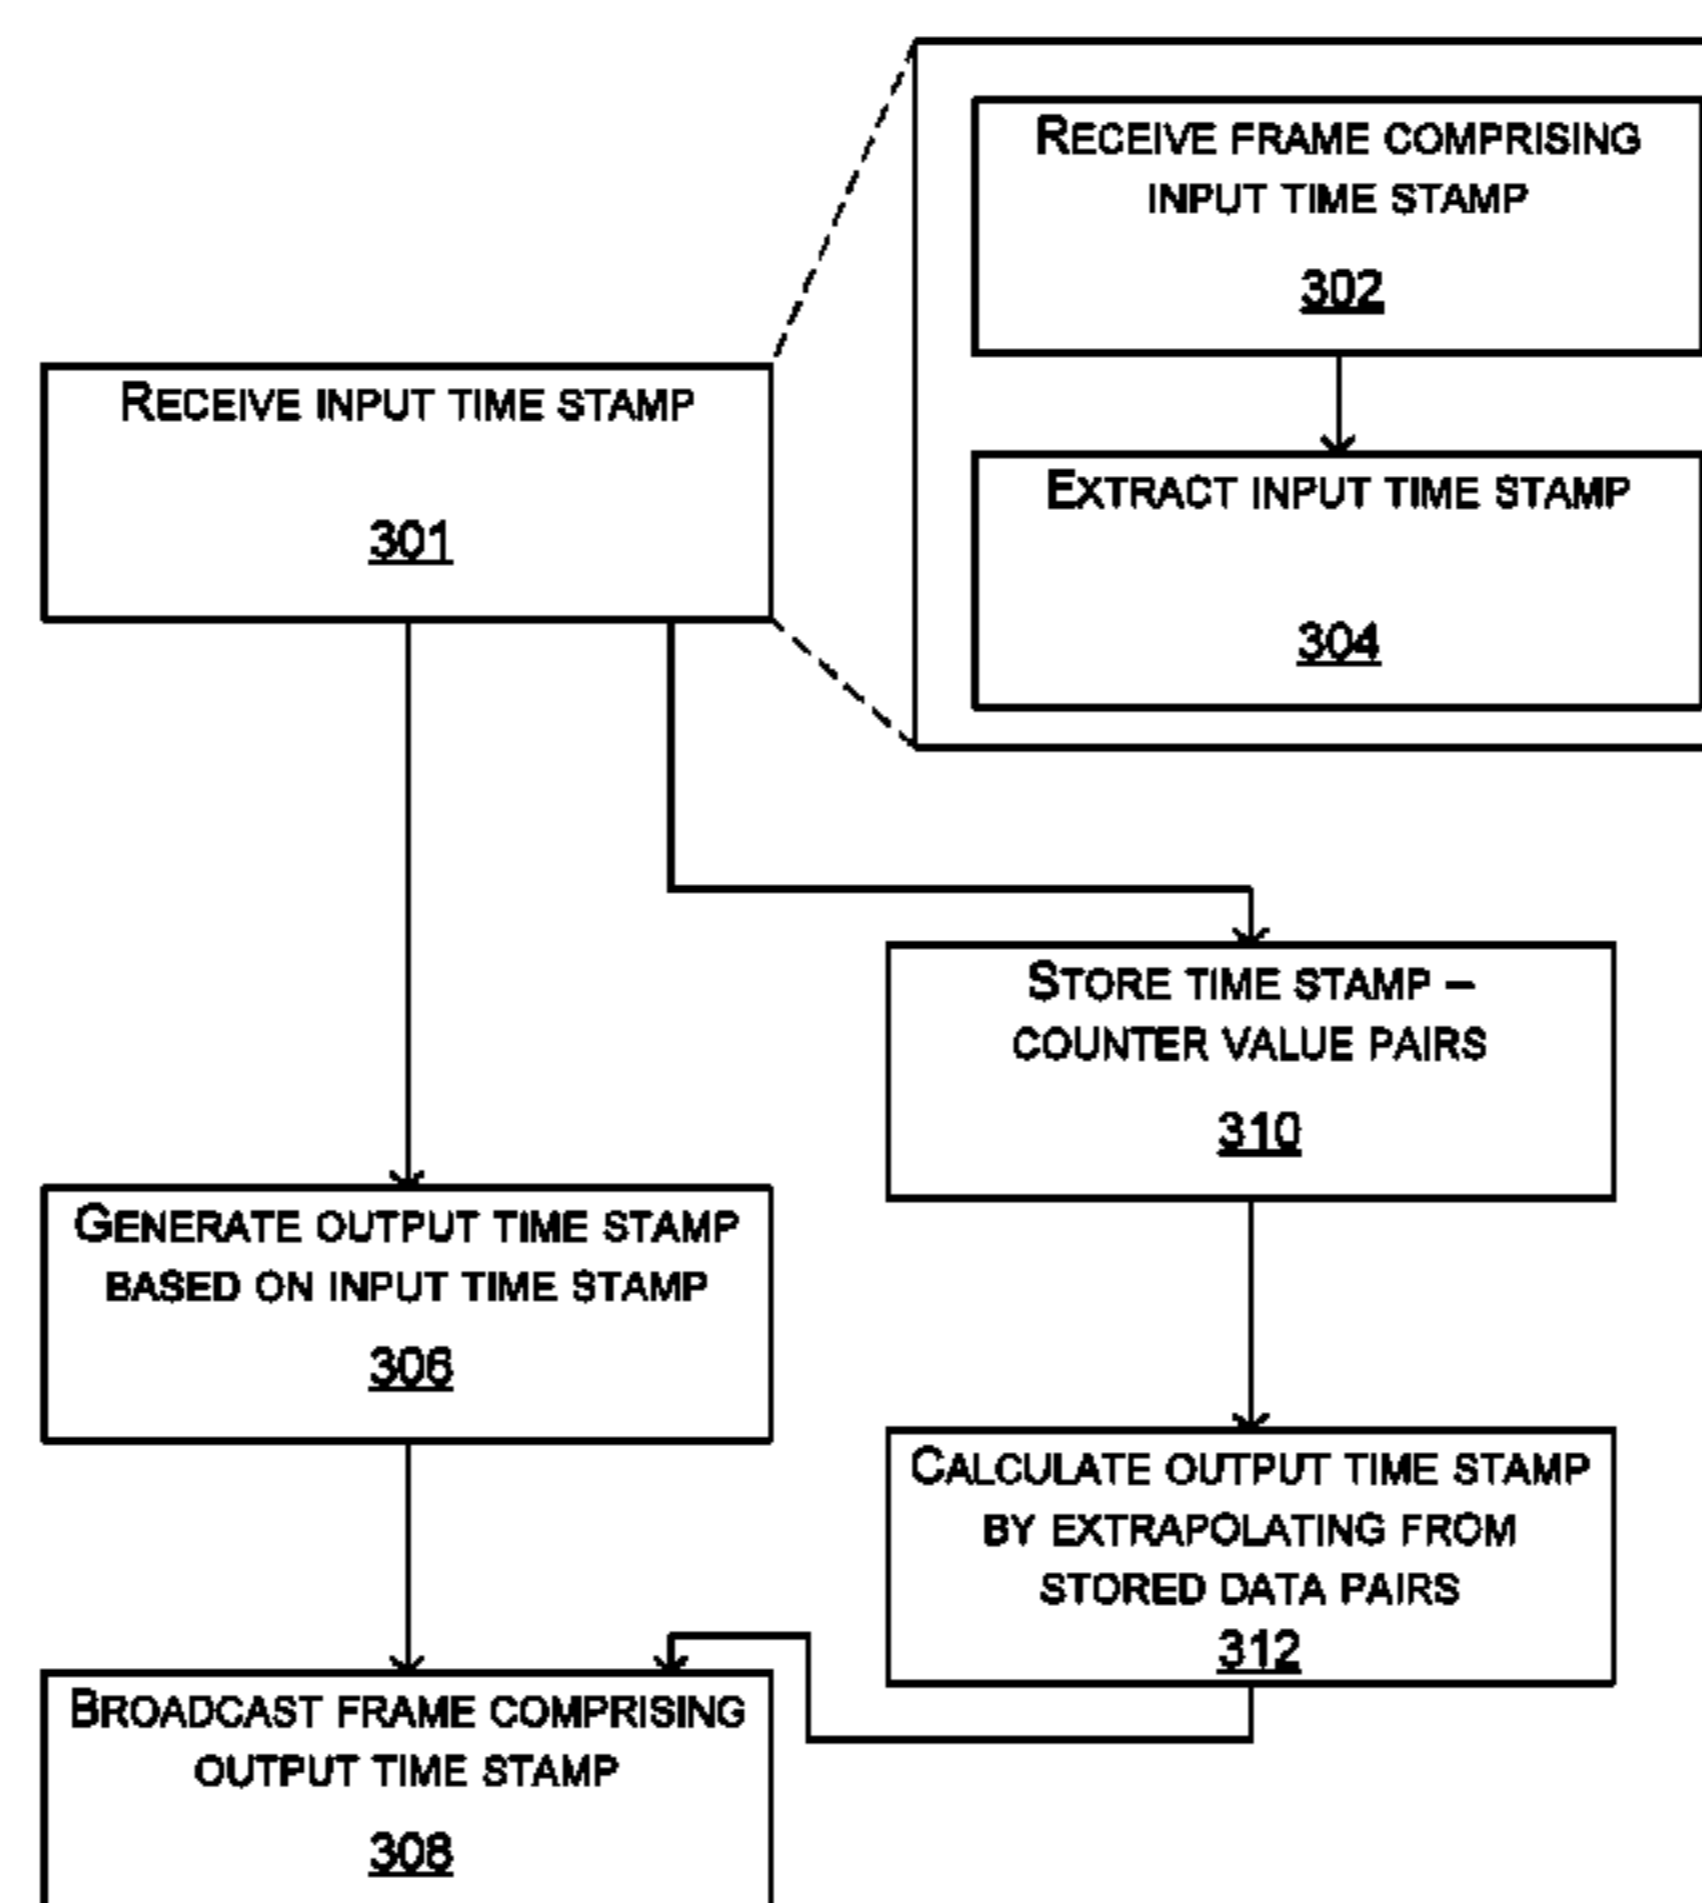 RECEIVE FRAME COMPRISING
INPUT TIME STAMP
302
RECEIVE INPUT TIME STAMP
301
EXTRACT INPUT TIME STAMP
304
STORE TIME STAMP –
COUNTER VALUE PAIRS
310
GENERATE OUTPUT TIME STAMP
BASED ON INPUT TIME STAMP
306
CALCULATE OUTPUT TIME STAMP
BY EXTRAPOLATING FROM
STORED DATA PAIRS
312
BROADCAST FRAME COMPRISING
OUTPUT TIME STAMP
308